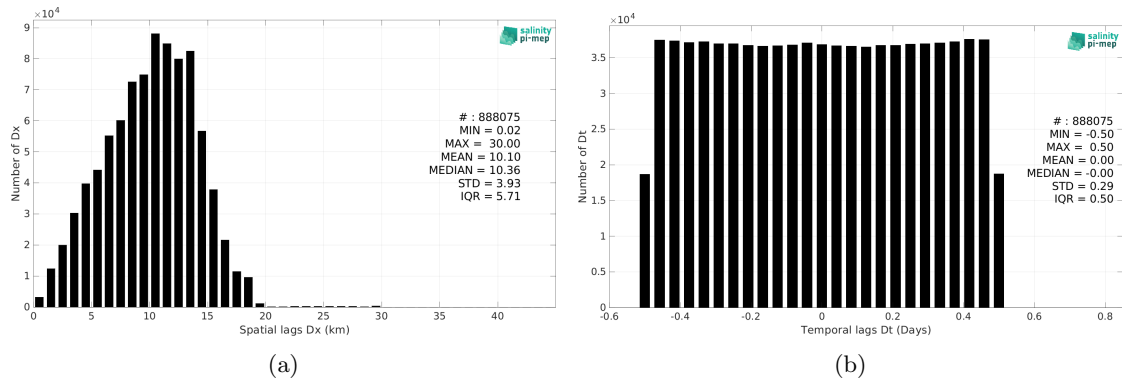 ×10^4
9
8
7
6
5
4
3
2
1
0
Number of Dx
0 5 10 15 20 25 30 35 40
Spatial lags Dx (km)
salinity
pi-mep
# : 888075
MIN = 0.02
MAX = 30.00
MEAN = 10.10
MEDIAN = 10.36
STD = 3.93
IQR = 5.71
(a)
×10^4
3.5
3
2.5
2
1.5
1
0.5
0
Number of Dt
-0.6 -0.4 -0.2 0 0.2 0.4 0.6 0.8
Temporal lags Dt (Days)
salinity
pi-mep
# : 888075
MIN = -0.50
MAX = 0.50
MEAN = 0.00
MEDIAN = -0.00
STD = 0.29
IQR = 0.50
(b)